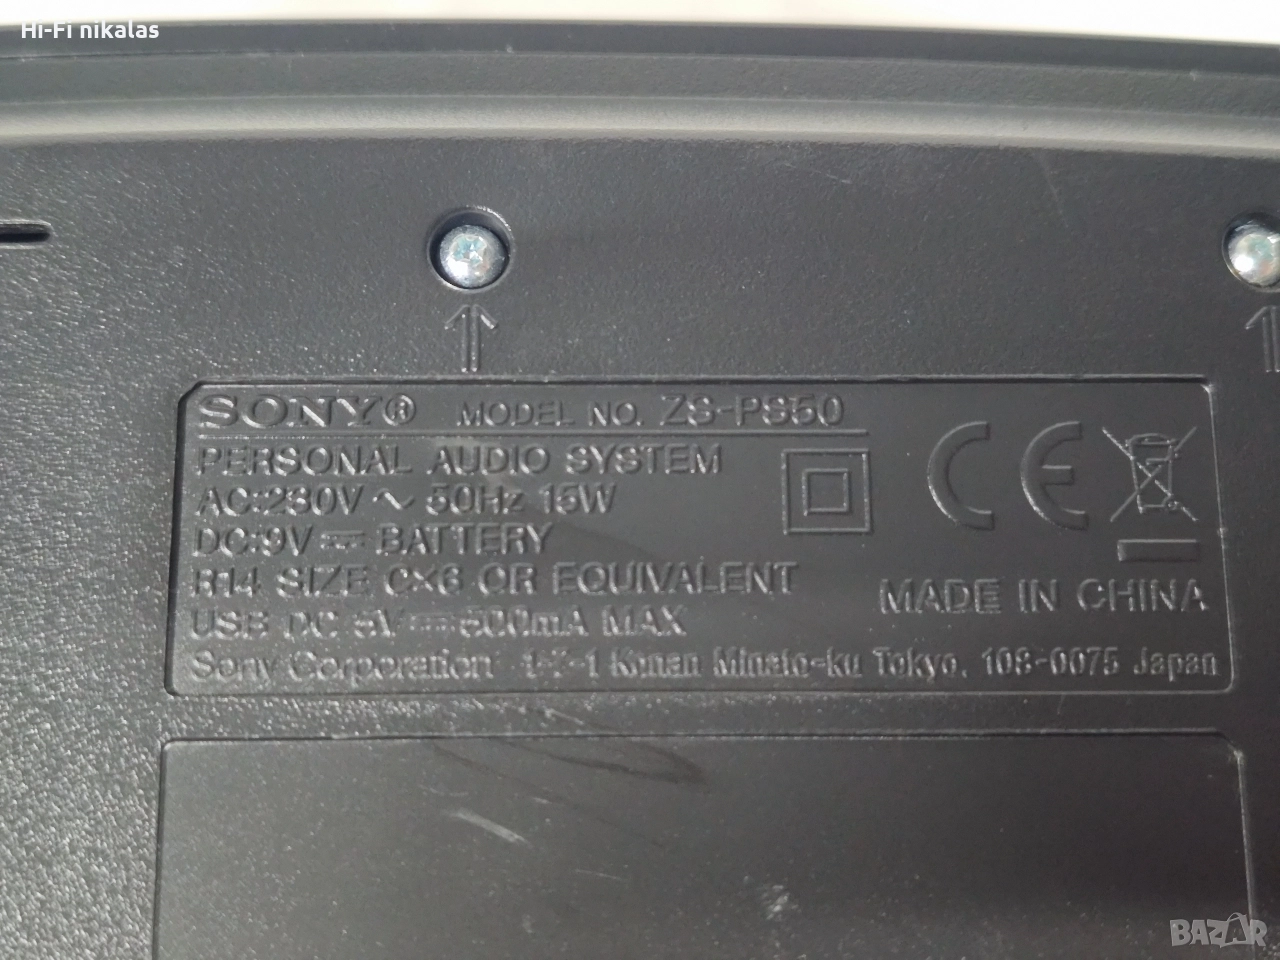 Hi-Fi nikalas
SONY® MODEL NO. ZS-PS50
PERSONAL AUDIO SYSTEM
AC:230V ~ 50Hz 15W
DC:9V ⎓ BATTERY
R14 SIZE C×6 OR EQUIVALENT
USB DC 5V ⎓ 500mA MAX
CE
MADE IN CHINA
Sony Corporation 1-7-1 Konan Minato-ku Tokyo, 108-0075 Japan
BAZAR